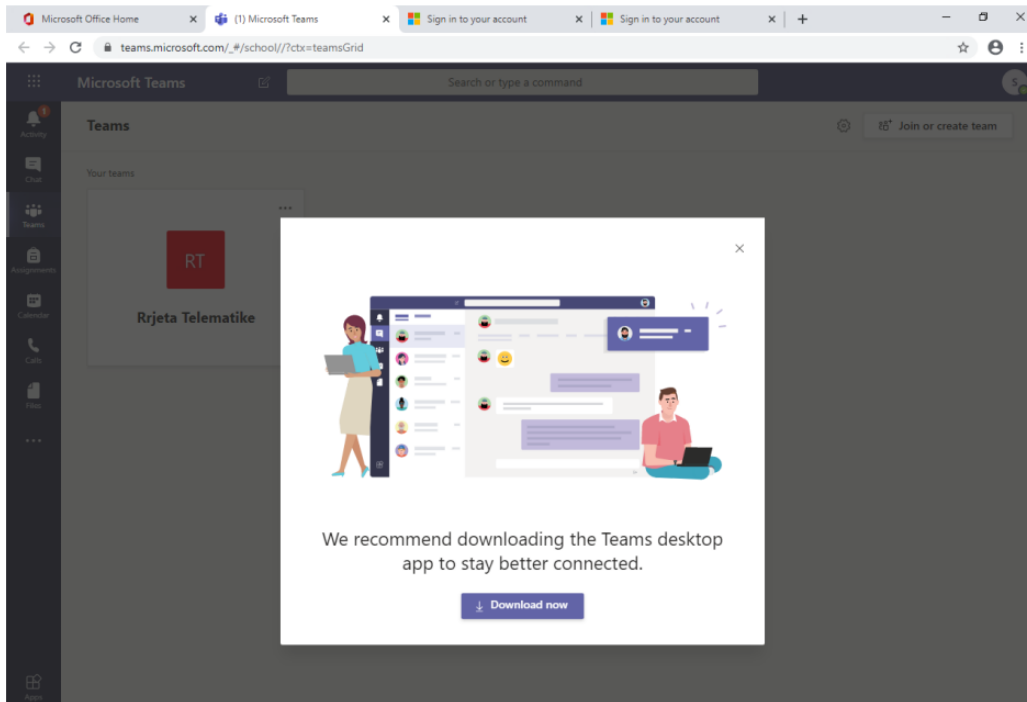 Microsoft Office Home
(1) Microsoft Teams
Sign in to your account
Sign in to your account
teams.microsoft.com/_#/school//?ctx=teamsGrid
Microsoft Teams
Search or type a command
S
1
Activity
Teams
Join or create team
Chat
Your teams
Teams
RT
Assignments
Calendar
Rrjeta Telematike
Calls
Files
We recommend downloading the Teams desktop
app to stay better connected.
Download now
Apps